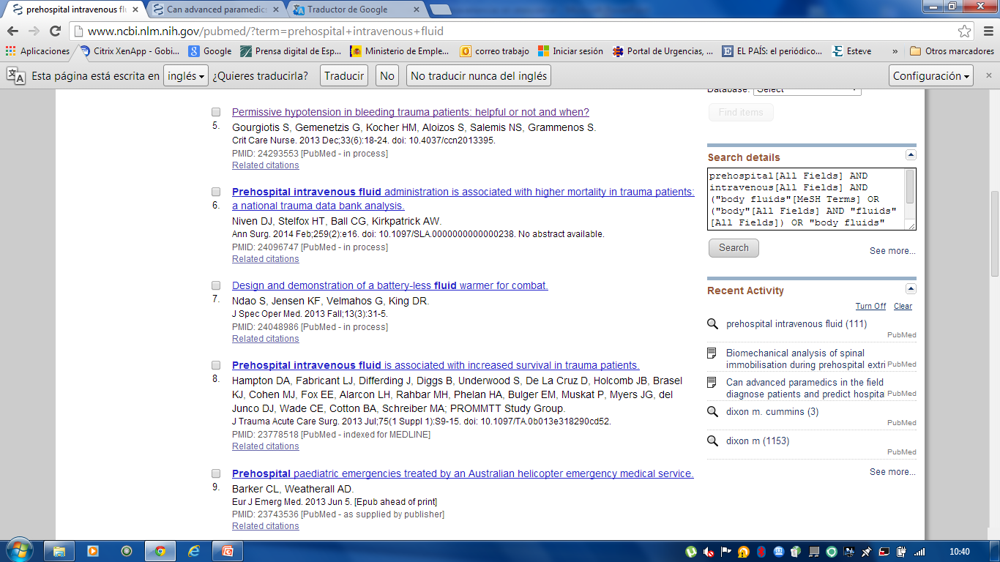 prehospital intravenous flu
Can advanced paramedics
Traductor de Google
www.ncbi.nlm.nih.gov/pubmed/?term=prehospital+intravenous+fluid
Aplicaciones
Citrix XenApp - Gobi...
Google
Prensa digital de Esp...
Ministerio de Emple...
correo trabajo
Iniciar sesión
Portal de Urgencias, ...
EL PAÍS: el periódico...
Esteve
»
Otros marcadores
Esta página está escrita en inglés ¿Quieres traducirla? Traducir No No traducir nunca del inglés Configuración
5. Permissive hypotension in bleeding trauma patients: helpful or not and when?
Gourgiotis S, Gemenetzis G, Kocher HM, Aloizos S, Salemis NS, Grammenos S.
Crit Care Nurse. 2013 Dec;33(6):18-24. doi: 10.4037/ccn2013395.
PMID: 24293553 [PubMed - in process]
Related citations
6. Prehospital intravenous fluid administration is associated with higher mortality in trauma patients:
a national trauma data bank analysis.
Niven DJ, Stelfox HT, Ball CG, Kirkpatrick AW.
Ann Surg. 2014 Feb;259(2):e16. doi: 10.1097/SLA.0000000000000238. No abstract available.
PMID: 24096747 [PubMed - in process]
Related citations
7. Design and demonstration of a battery-less fluid warmer for combat.
Ndao S, Jensen KF, Velmahos G, King DR.
J Spec Oper Med. 2013 Fall;13(3):31-5.
PMID: 24048986 [PubMed - in process]
Related citations
8. Prehospital intravenous fluid is associated with increased survival in trauma patients.
Hampton DA, Fabricant LJ, Differding J, Diggs B, Underwood S, De La Cruz D, Holcomb JB, Brasel
KJ, Cohen MJ, Fox EE, Alarcon LH, Rahbar MH, Phelan HA, Bulger EM, Muskat P, Myers JG, del
Junco DJ, Wade CE, Cotton BA, Schreiber MA; PROMMTT Study Group.
J Trauma Acute Care Surg. 2013 Jul;75(1 Suppl 1):S9-15. doi: 10.1097/TA.0b013e318290cd52.
PMID: 23778518 [PubMed - indexed for MEDLINE]
Related citations
9. Prehospital paediatric emergencies treated by an Australian helicopter emergency medical service.
Barker CL, Weatherall AD.
Eur J Emerg Med. 2013 Jun 5. [Epub ahead of print]
PMID: 23743536 [PubMed - as supplied by publisher]
Related citations
Database: Select
Find items
Search details
prehospital[All Fields] AND
intravenous[All Fields] AND
("body fluids"[MeSH Terms] OR
("body"[All Fields] AND "fluids"
[All Fields]) OR "body fluids"
Search
See more...
Recent Activity
Turn Off Clear
prehospital intravenous fluid (111)
PubMed
Biomechanical analysis of spinal
immobilisation during prehospital extri
PubMed
Can advanced paramedics in the field
diagnose patients and predict hospita
PubMed
dixon m. cummins (3)
PubMed
dixon m (1153)
PubMed
See more...
10:40